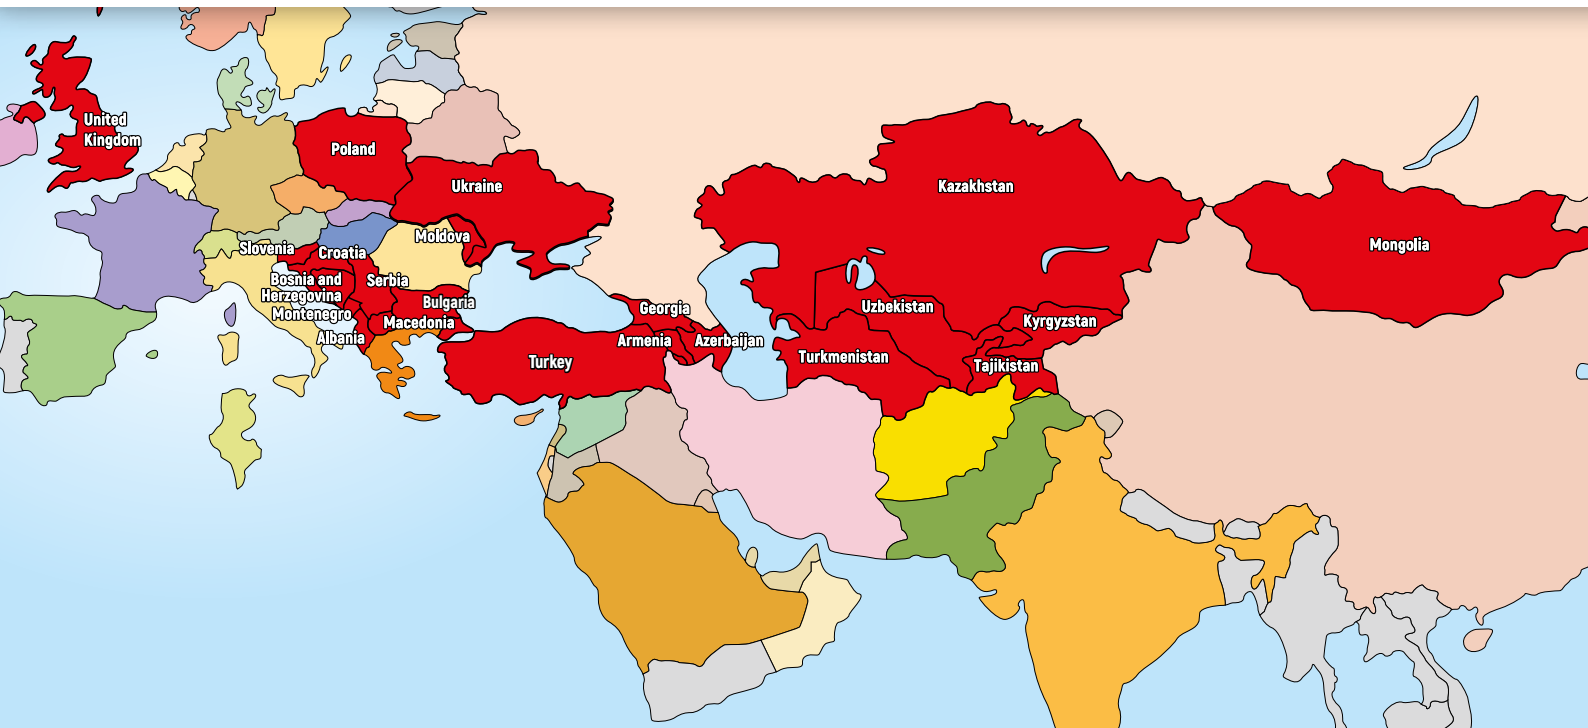 United
Kingdom
Poland
Ukraine
Kazakhstan
Moldova
Mongolia
Slovenia
Croatia
Bosnia and
Herzegovina
Serbia
Montenegro
Bulgaria
Macedonia
Albania
Georgia
Armenia
Azerbaijan
Turkey
Uzbekistan
Kyrgyzstan
Turkmenistan
Tajikistan